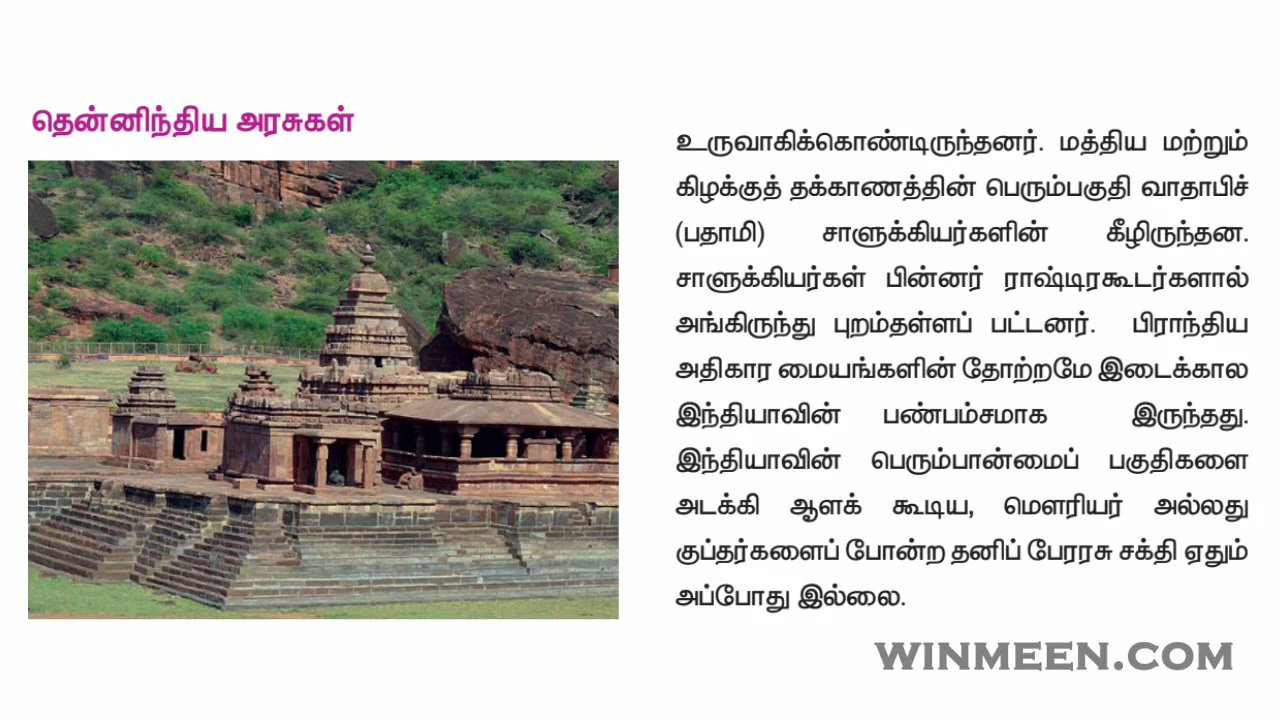 தென்னிந்திய அரசுகள்
உருவாகிக்கொண்டிருந்தனர். மத்திய மற்றும்
கிழக்குத் தக்காணத்தின் பெரும்பகுதி வாதாபிச்
(பதாமி) சாளுக்கியர்களின் கீழிருந்தன.
சாளுக்கியர்கள் பின்னர் ராஷ்டிரகூடர்களால்
அங்கிருந்து புறம்தள்ளப் பட்டனர். பிராந்திய
அதிகார மையங்களின் தோற்றமே இடைக்கால
இந்தியாவின் பண்பம்சமாக இருந்தது.
இந்தியாவின் பெரும்பான்மைப் பகுதிகளை
அடக்கி ஆளக் கூடிய, மௌரியர் அல்லது
குப்தர்களைப் போன்ற தனிப் பேரரசு சக்தி ஏதும்
அப்போது இல்லை.
WINMEEN.COM